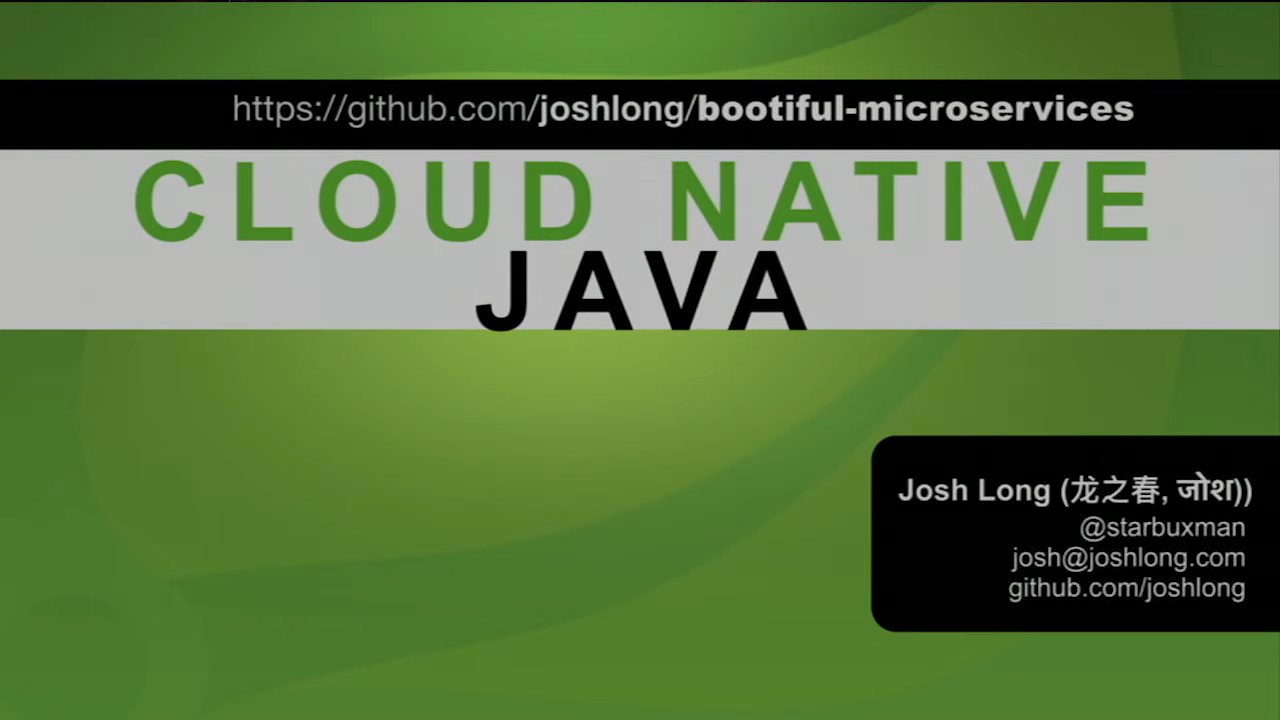 https://github.com/joshlong/bootiful-microservices
CLOUD NATIVE
JAVA
Josh Long (龙之春, जोश))
@starbuxman
josh@joshlong.com
github.com/joshlong